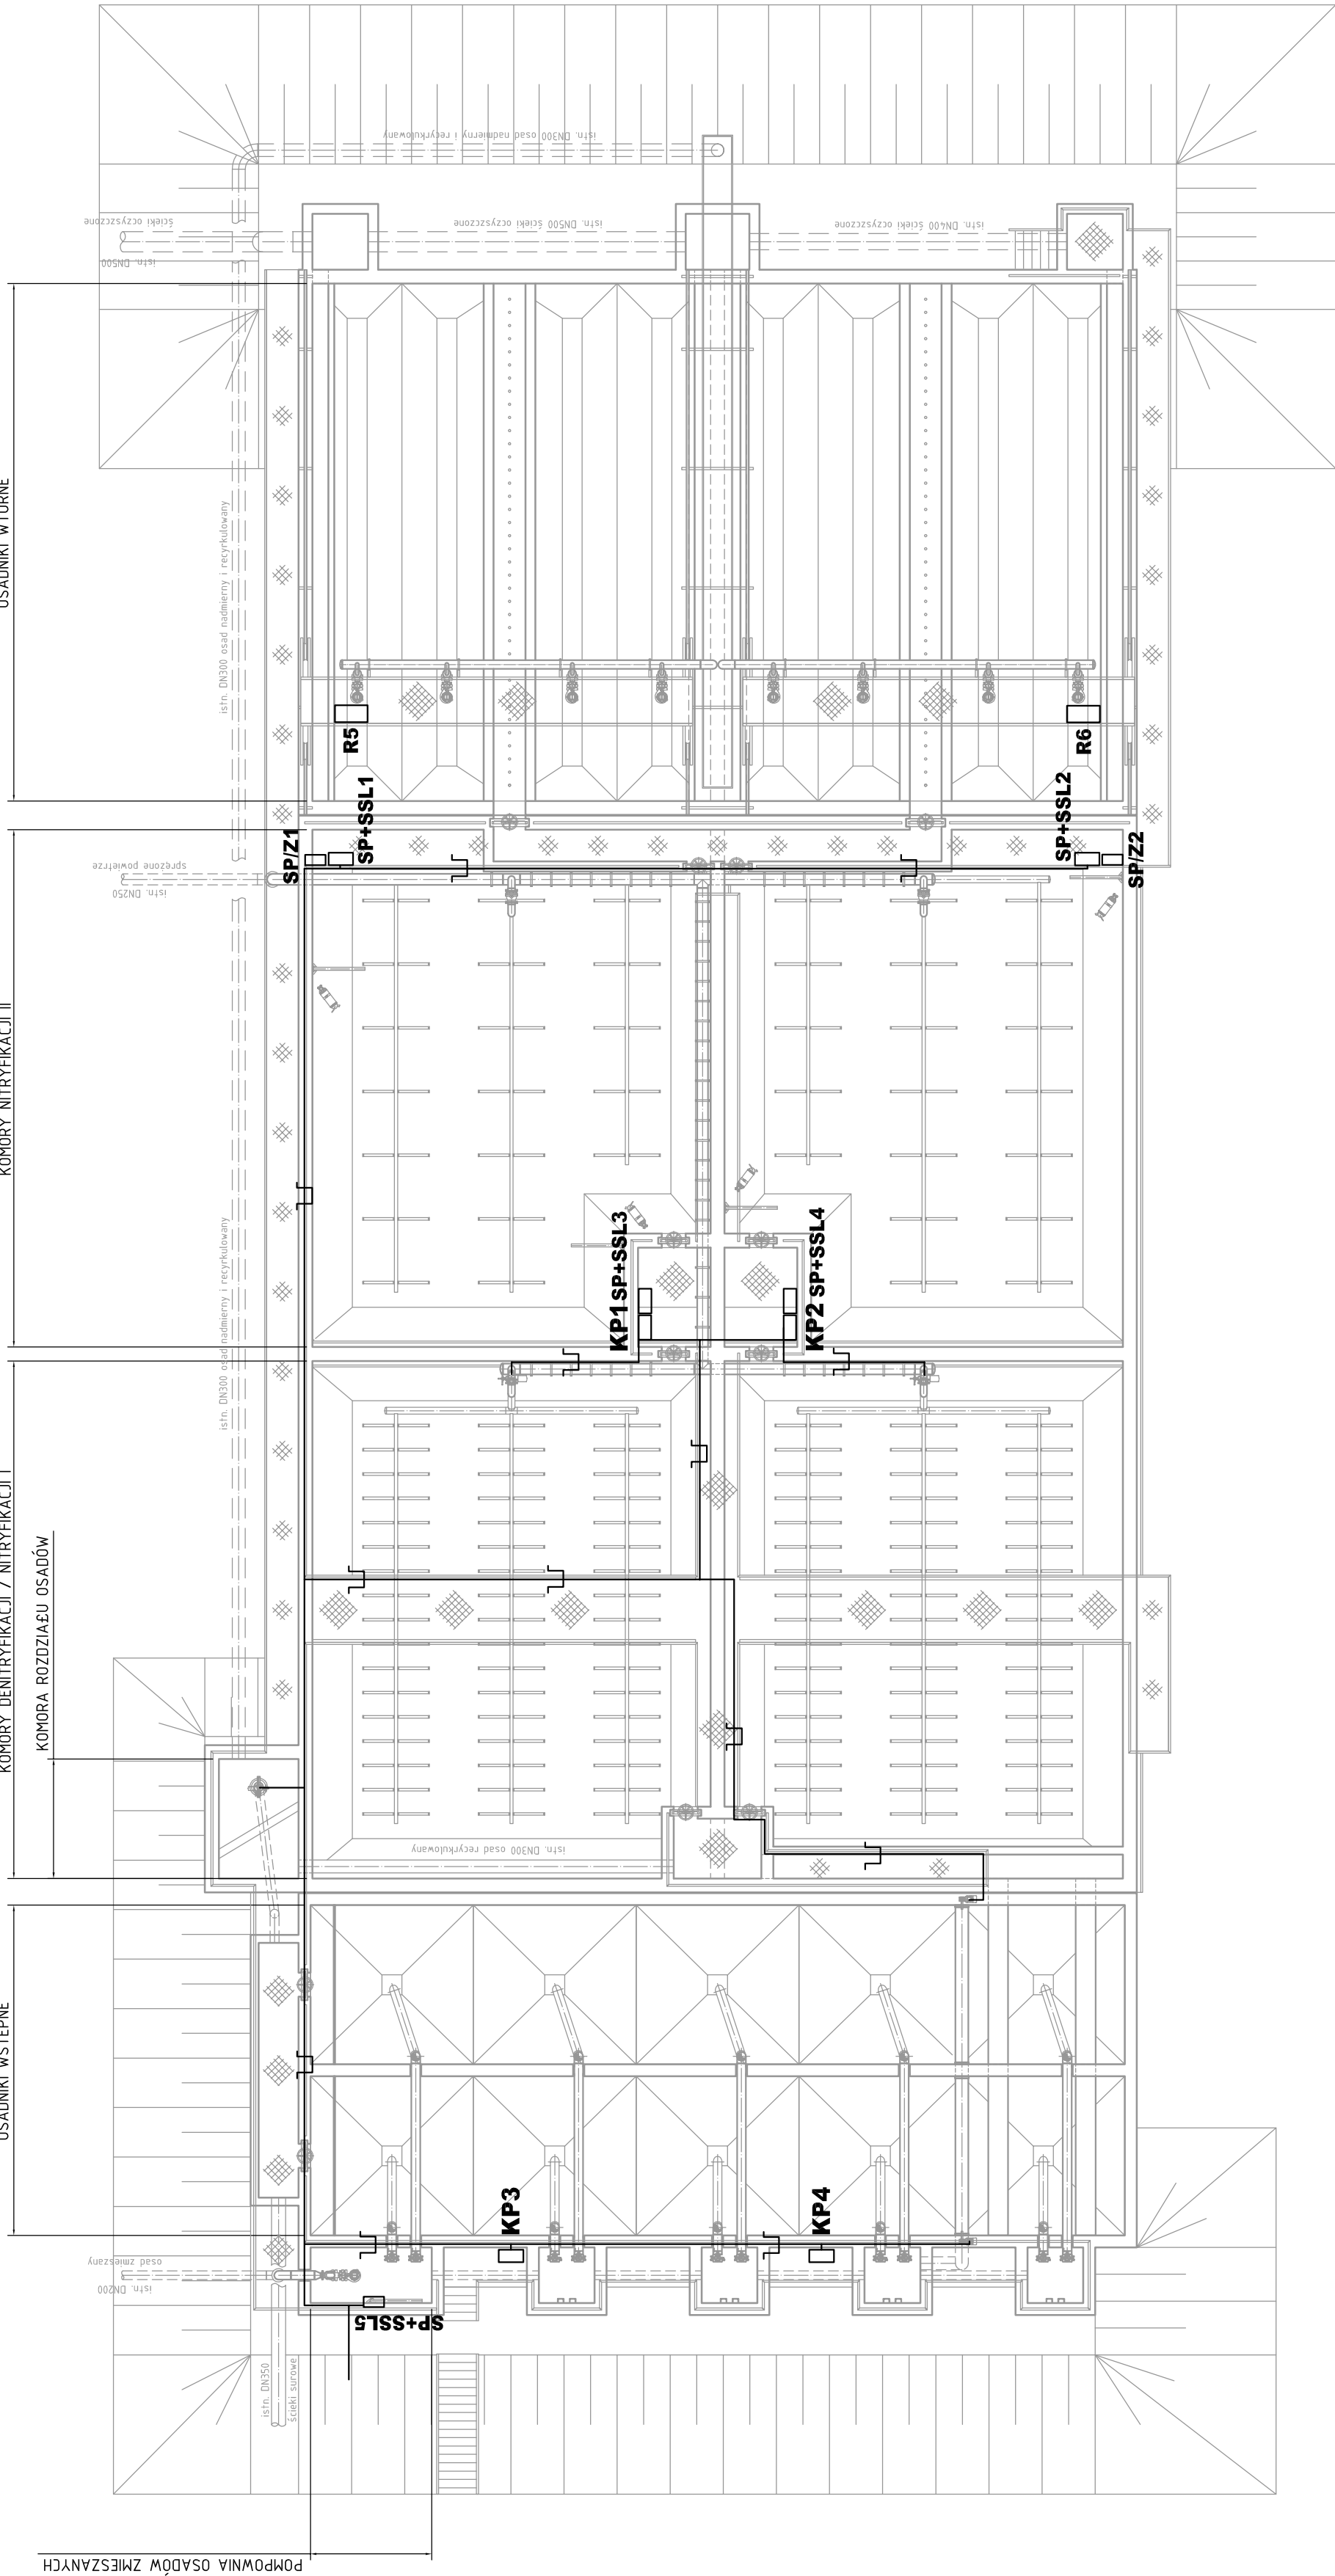 istn. DN300 osad nadmierny i recyrkulowany
ścieki oczyszczone
istn. DN500
istn. DN500 ścieki oczyszczone
istn. DN400 ścieki oczyszczone
OSADNIKI WTÓRNE
istn. DN300 osad nadmierny i recyrkulowany
R5
R6
SP/Z1
SP+SSL1
SP+SSL2
SP/Z2
sprężone powietrze
istn. DN250
KOMORY NITRYFIKACJI II
istn. DN300 osad nadmierny i recyrkulowany
KP1 SP+SSL3
KP2 SP+SSL4
KOMORY DENITRYFIKACJI / NITRYFIKACJI I
KOMORA ROZDZIAŁU OSADÓW
istn. DN300 osad recyrkulowany
OSADNIKI WSTĘPNE
KP3
KP4
osad zmieszany
istn. DN200
SP+SSL5
istn. DN350
ścieki surowe
POMPOWNIA OSADÓW ZMIESZANYCH